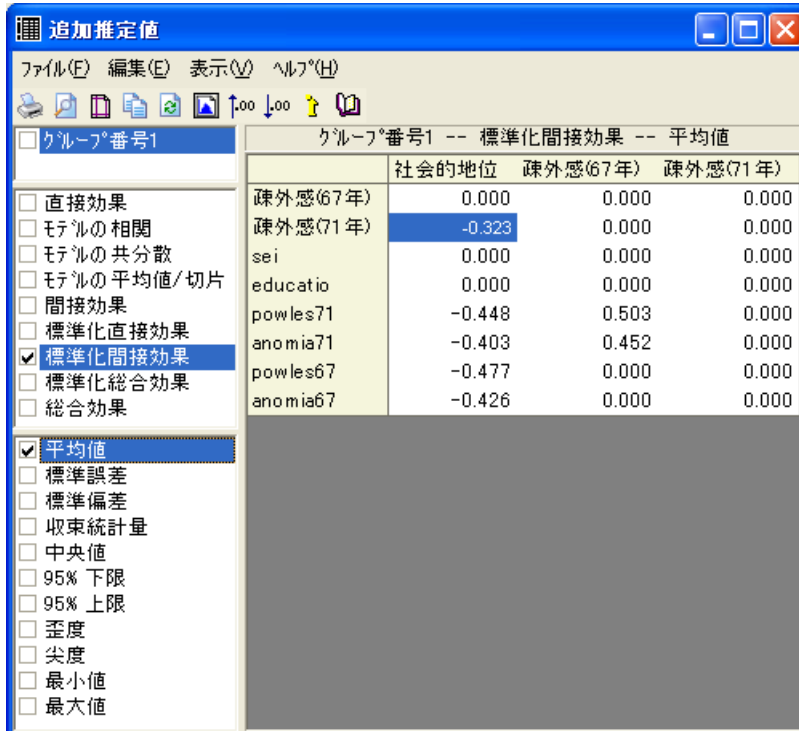 追加推定値
ファイル(F) 編集(E) 表示(V) ヘルプ(H)
グループ番号1
グループ番号1 -- 標準化間接効果 -- 平均値
社会的地位 疎外感(67年) 疎外感(71年)
疎外感(67年) 0.000 0.000 0.000
疎外感(71年) -0.323 0.000 0.000
sei 0.000 0.000 0.000
educatio 0.000 0.000 0.000
powles71 -0.448 0.503 0.000
anomia71 -0.403 0.452 0.000
powles67 -0.477 0.000 0.000
anomia67 -0.426 0.000 0.000
直接効果
モデルの相関
モデルの共分散
モデルの平均値/切片
間接効果
標準化直接効果
標準化間接効果
標準化総合効果
総合効果
平均値
標準誤差
標準偏差
収束統計量
中央値
95% 下限
95% 上限
歪度
尖度
最小値
最大値